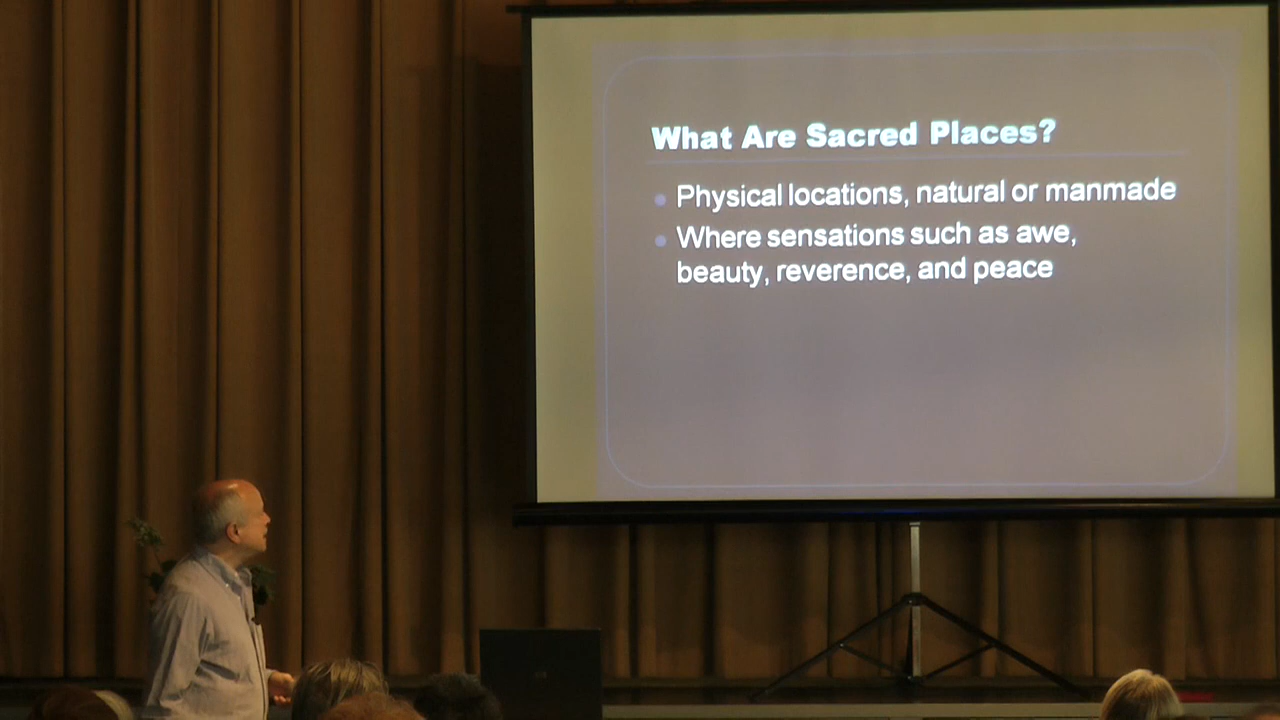 What Are Sacred Places?
Physical locations, natural or manmade
Where sensations such as awe,
beauty, reverence, and peace